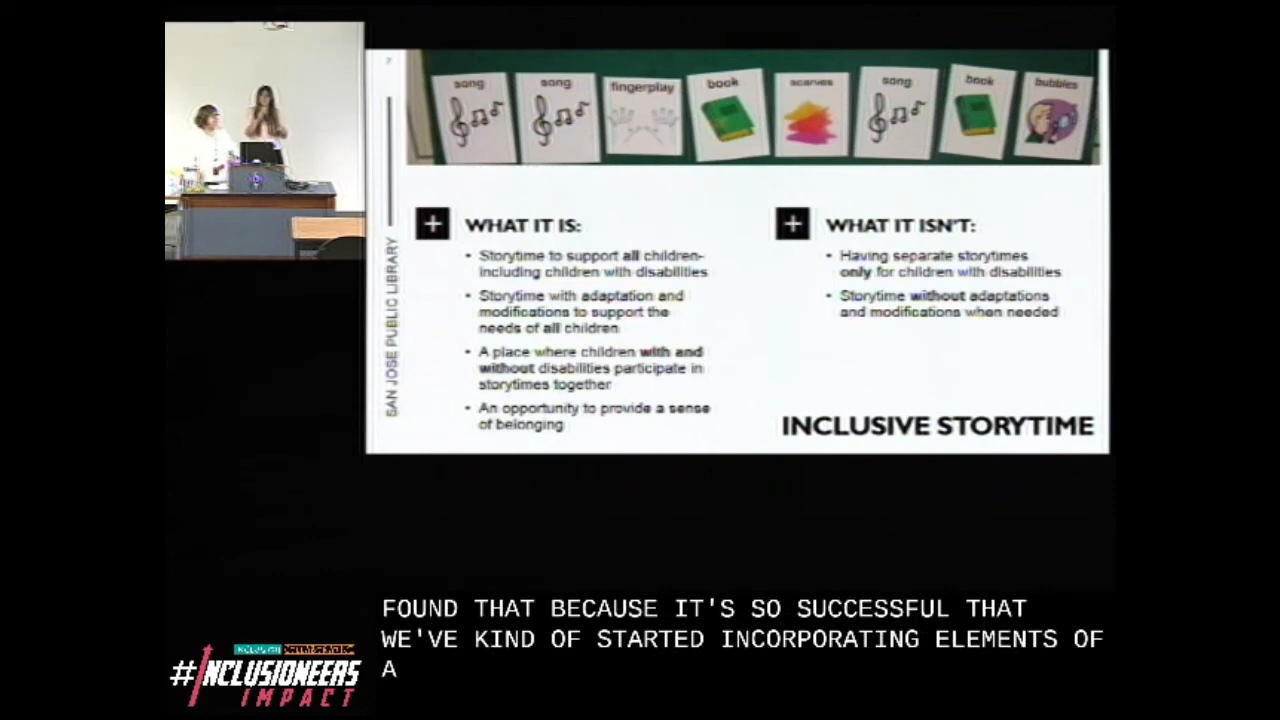 7
song
song
fingerplay
book
scarves
song
book
bubbles
SAN JOSE PUBLIC LIBRARY
+ WHAT IT IS:
• Storytime to support all children-
including children with disabilities
• Storytime with adaptation and
modifications to support the
needs of all children
• A place where children with and
without disabilities participate in
storytimes together
• An opportunity to provide a sense
of belonging
+ WHAT IT ISN'T:
• Having separate storytimes
only for children with disabilities
• Storytime without adaptations
and modifications when needed
INCLUSIVE STORYTIME
FOUND THAT BECAUSE IT'S SO SUCCESSFUL THAT
WE'VE KIND OF STARTED INCORPORATING ELEMENTS OF
A
#INCLUSIONEERS
IMPACT